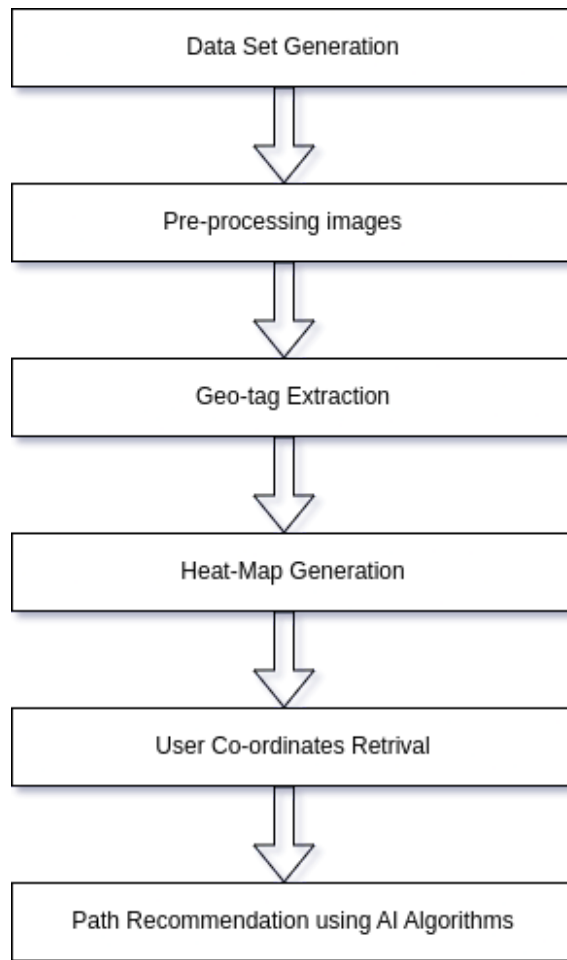 Data Set Generation
Pre-processing images
Geo-tag Extraction
Heat-Map Generation
User Co-ordinates Retrival
Path Recommendation using AI Algorithms